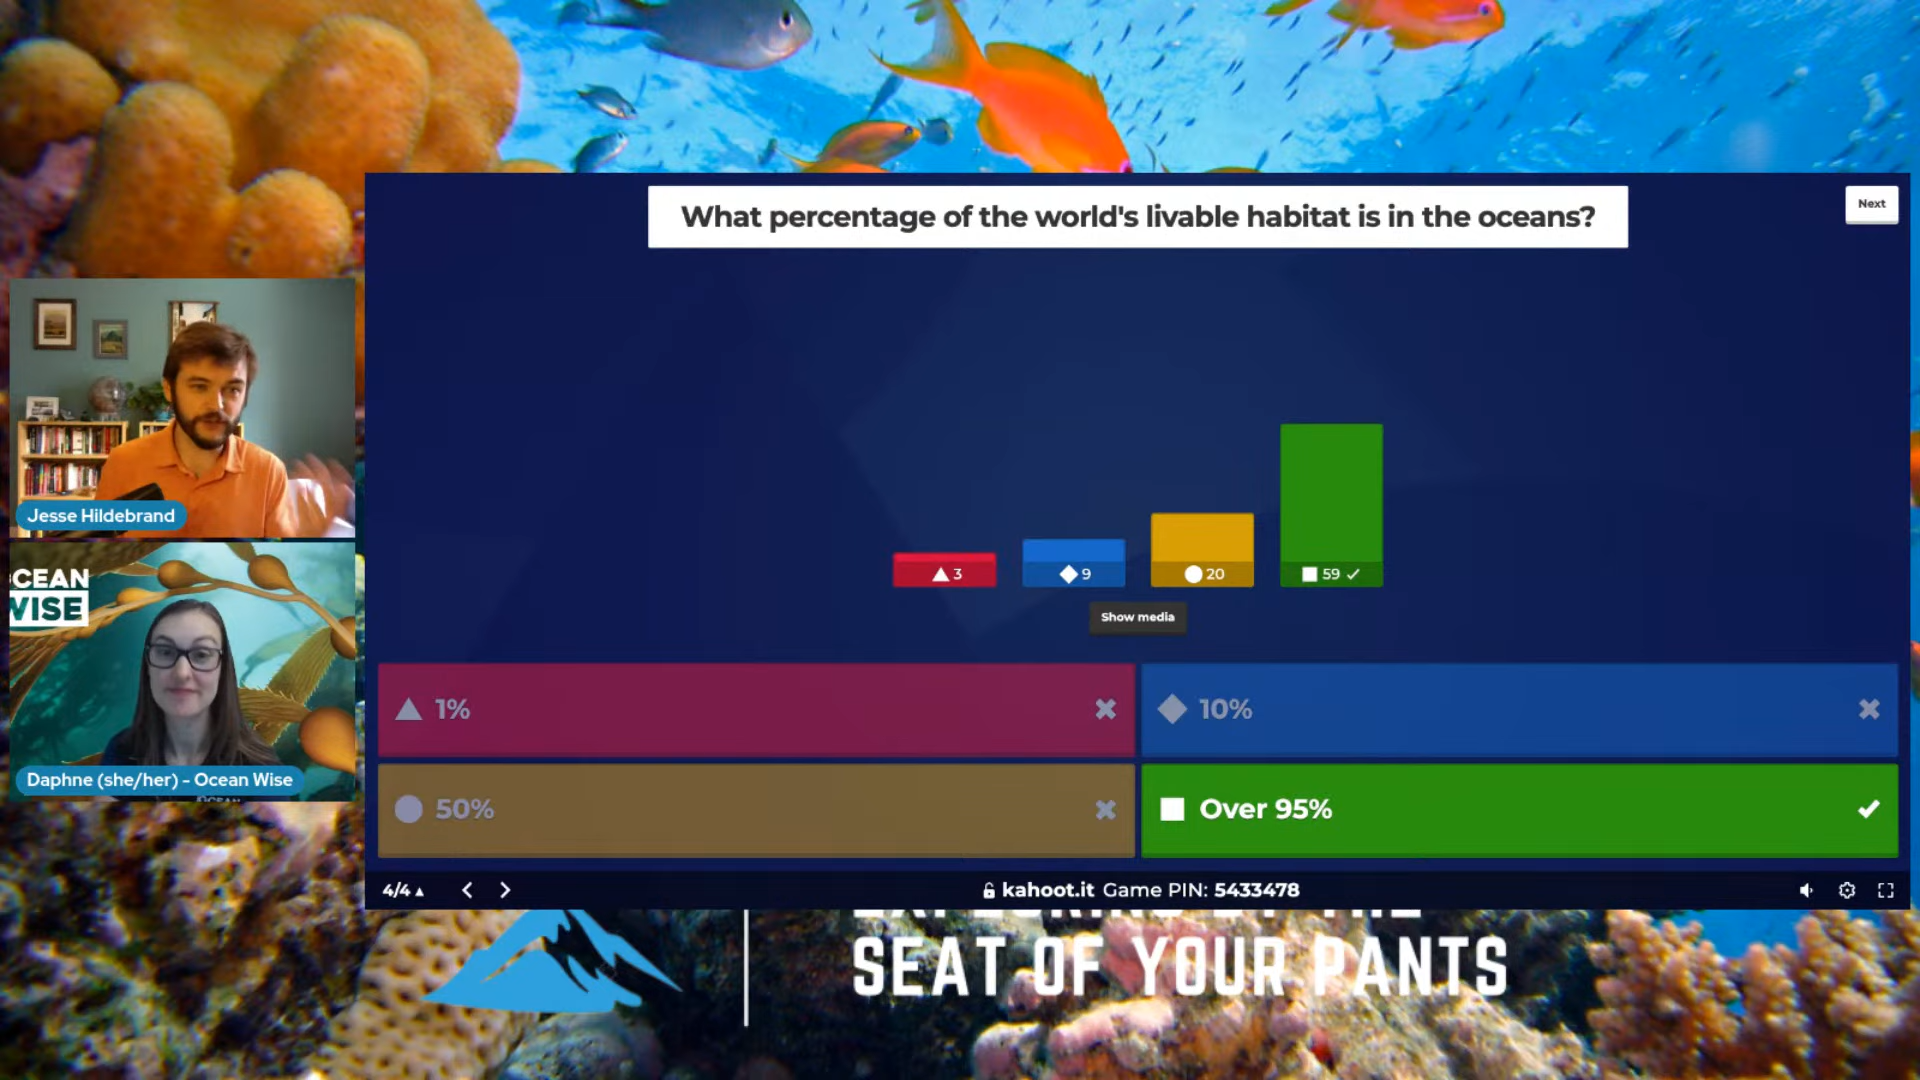 What percentage of the world's livable habitat is in the oceans?
Next
3
9
20
59
Show media
1%
10%
50%
Over 95%
4/4
kahoot.it Game PIN: 5433478
Jesse Hildebrand
CEAN
WISE
Daphne (she/her) - Ocean Wise
SEAT OF YOUR PANTS